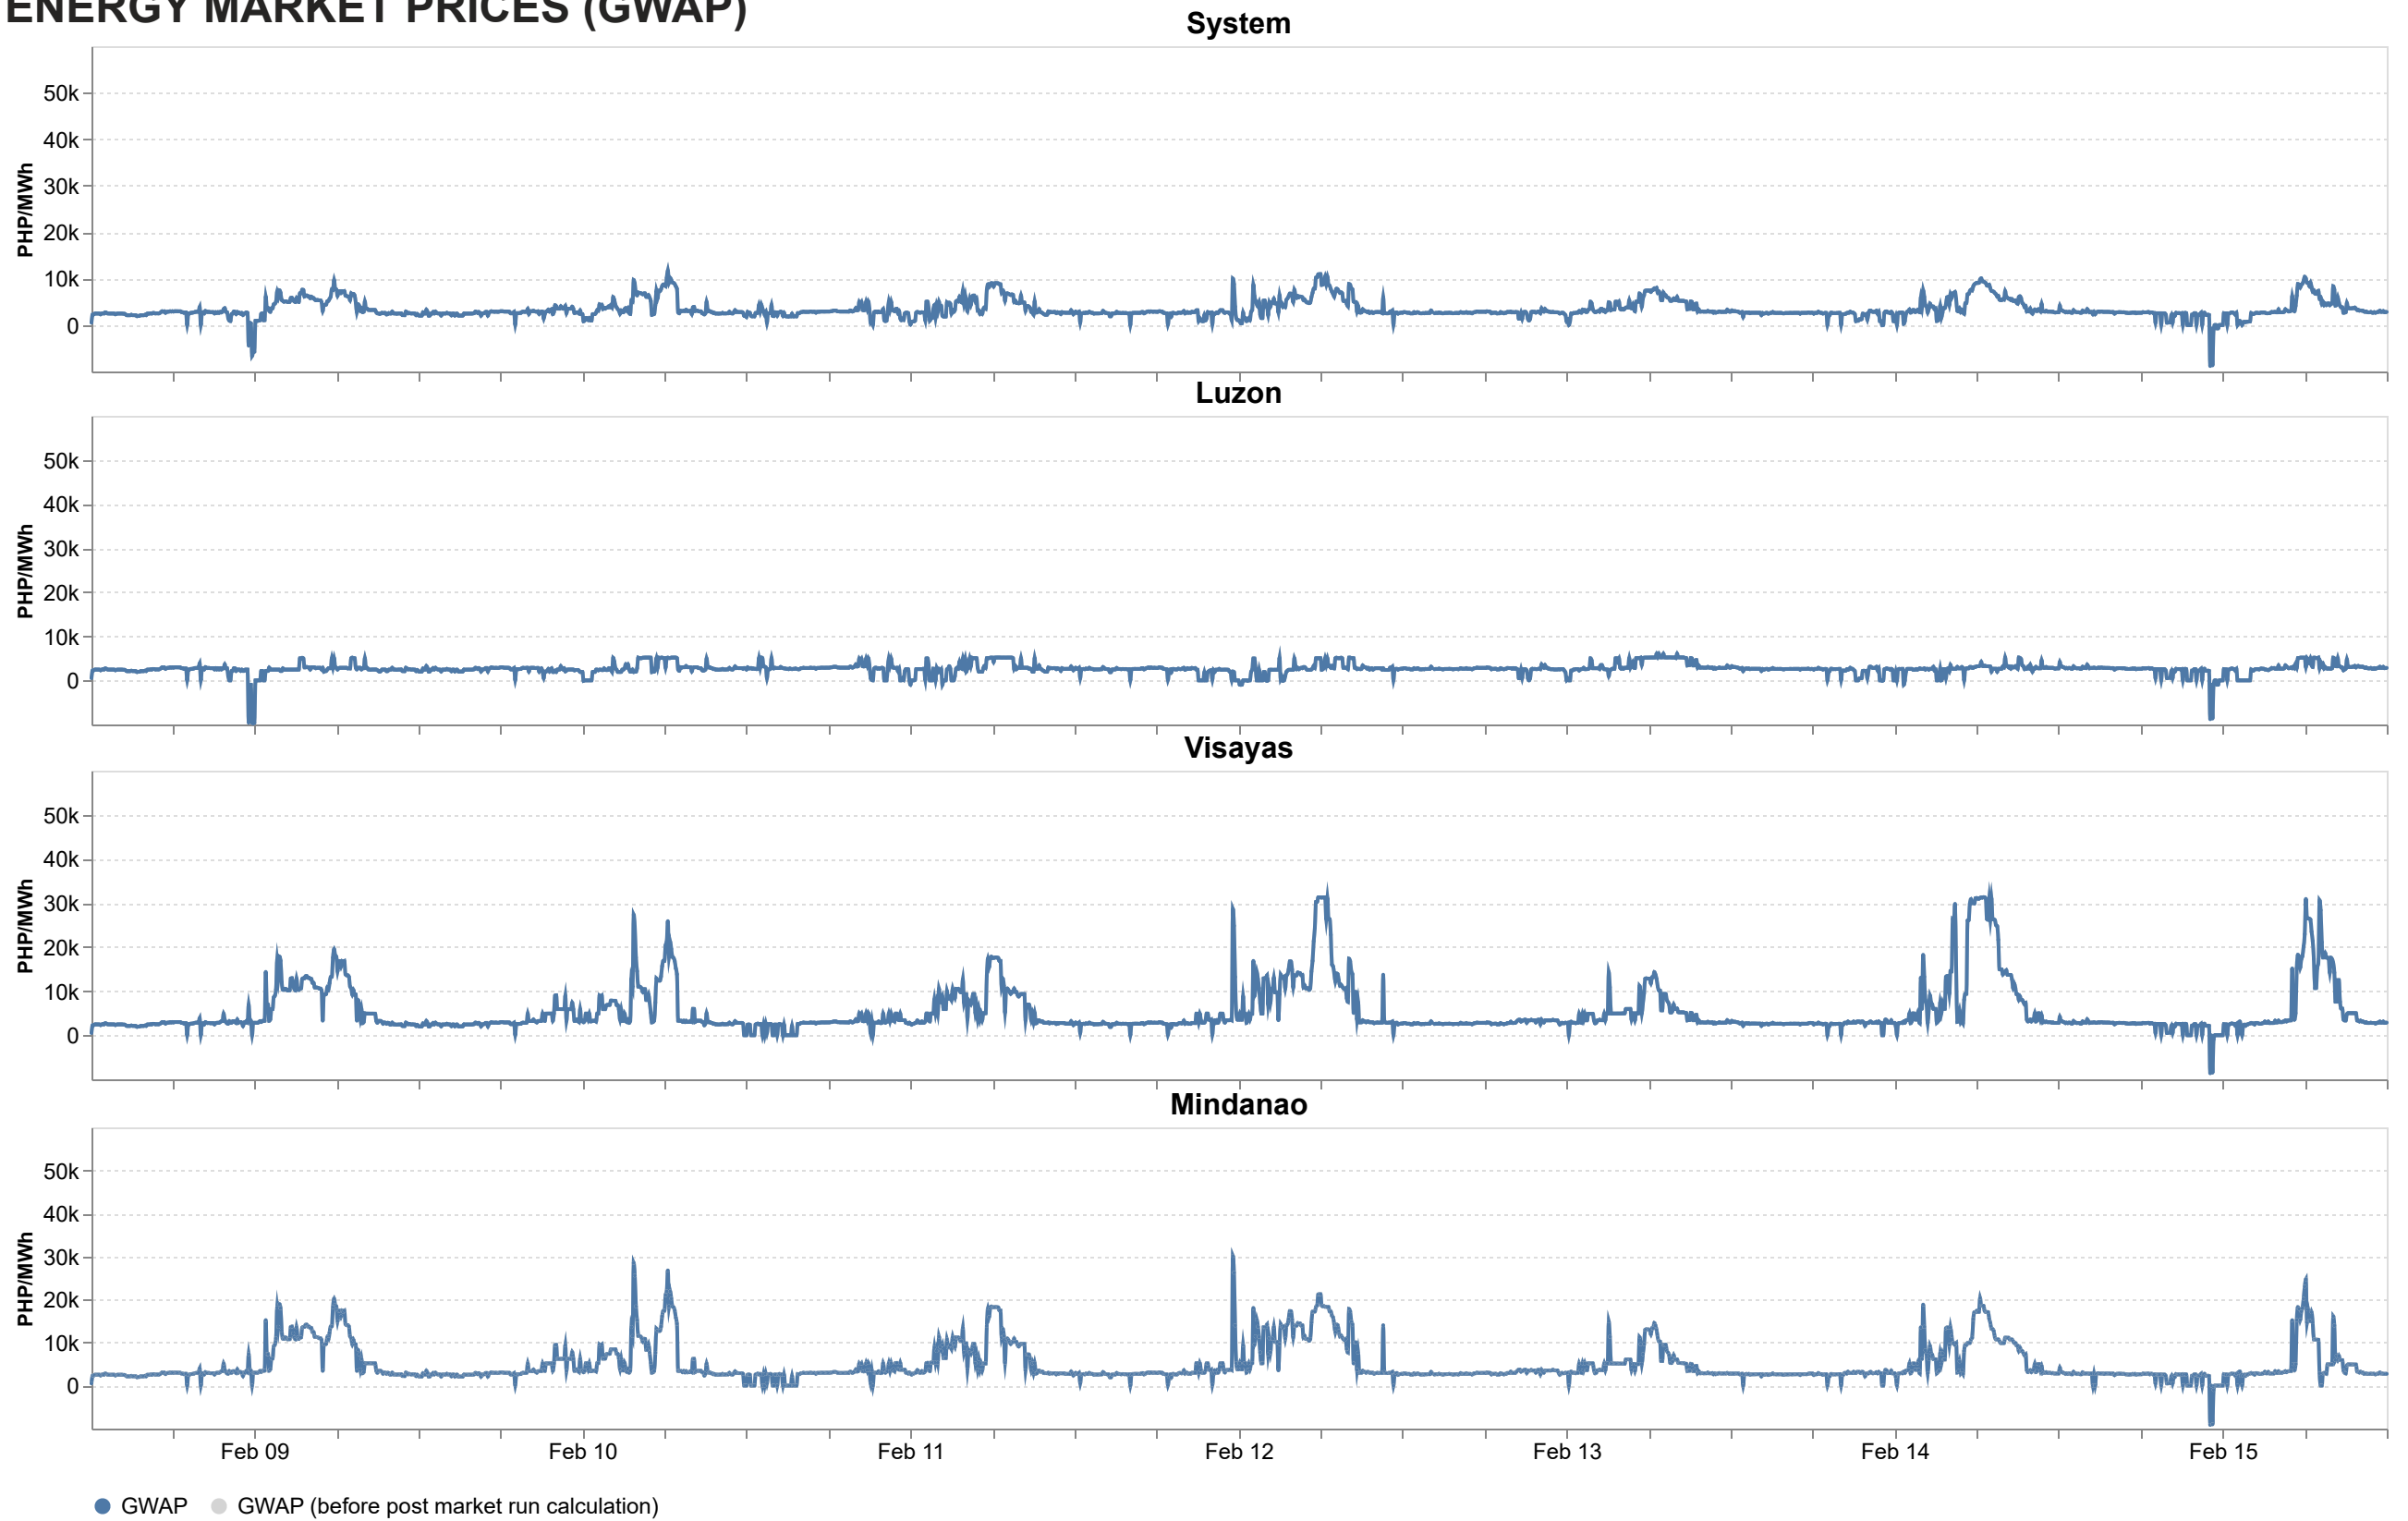 ENERGY MARKET PRICES (GWAP)
System
PHP/MWh
50k
40k
30k
20k
10k
0
Luzon
PHP/MWh
50k
40k
30k
20k
10k
0
Visayas
PHP/MWh
50k
40k
30k
20k
10k
0
Mindanao
PHP/MWh
50k
40k
30k
20k
10k
0
Feb 09 Feb 10 Feb 11 Feb 12 Feb 13 Feb 14 Feb 15
GWAP GWAP (before post market run calculation)